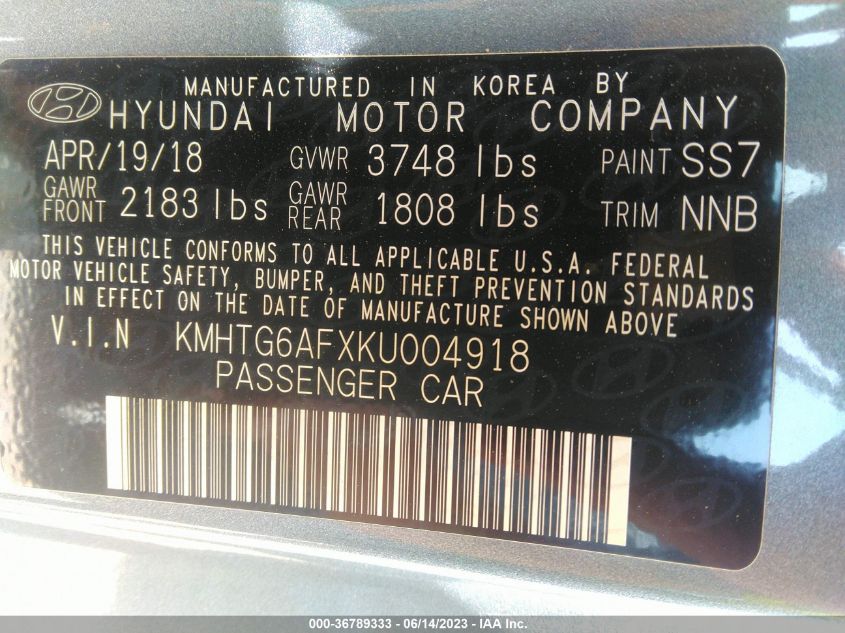 MANUFACTURED IN KOREA BY
HYUNDAI MOTOR COMPANY
APR/19/18 GVWR 3748 lbs PAINT SS7
GAWR FRONT 2183 lbs GAWR REAR 1808 lbs TRIM NNB
THIS VEHICLE CONFORMS TO ALL APPLICABLE U.S.A. FEDERAL
MOTOR VEHICLE SAFETY, BUMPER, AND THEFT PREVENTION STANDARDS
IN EFFECT ON THE DATE OF MANUFACTURE SHOWN ABOVE
V.I.N KMHTG6AFXKU004918
PASSENGER CAR
000-36789333 - 06/14/2023 - IAAI.COM